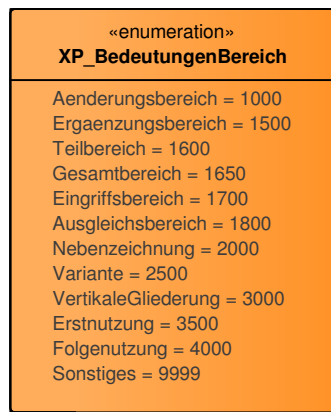 «enumeration»
XP_BedeutungenBereich
Aenderungsbereich = 1000
Ergaenzungsbereich = 1500
Teilbereich = 1600
Gesamtbereich = 1650
Eingriffsbereich = 1700
Ausgleichsbereich = 1800
Nebenzeichnung = 2000
Variante = 2500
VertikaleGliederung = 3000
Erstnutzung = 3500
Folgenutzung = 4000
Sonstiges = 9999